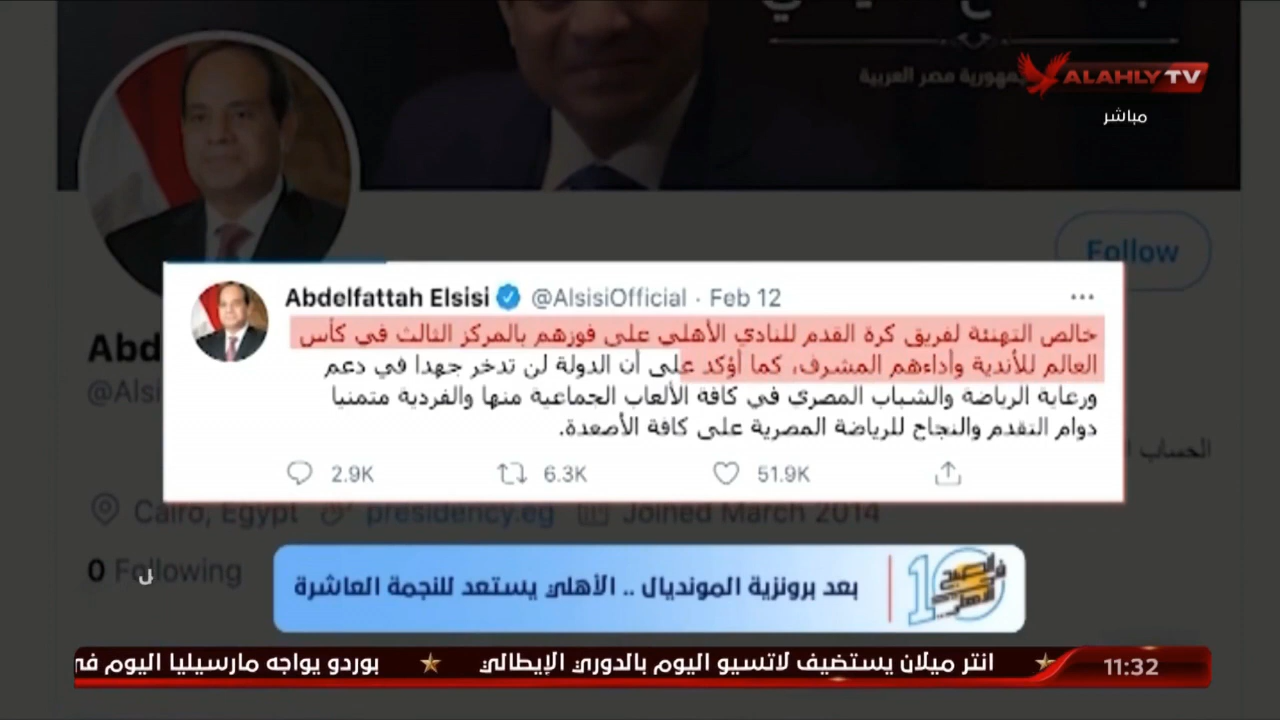 جمهورية مصر العربية
ALAHLY TV
مباشر
Follow
Abdelfattah Elsisi @AlsisiOfficial · Feb 12
خالص التهنئة لفريق كرة القدم للنادي الأهلي على فوزهم بالمركز الثالث في كأس
العالم للأندية وأداءهم المشرف، كما أؤكد على أن الدولة لن تدخر جهدا في دعم
ورعاية الرياضة والشباب المصري في كافة الألعاب الجماعية منها والفردية متمنيا
دوام التقدم والنجاح للرياضة المصرية على كافة الأصعدة.
2.9K 6.3K 51.9K
Abd
@Alsi
الحساب ا
Cairo, Egypt presidency.eg Joined March 2014
0 Following
بعد برونزية المونديال .. الأهلي يستعد للنجمة العاشرة
انتر ميلان يستضيف لاتسيو اليوم بالدوري الإيطالي
بوردو يواجه مارسيليا اليوم في
11:32